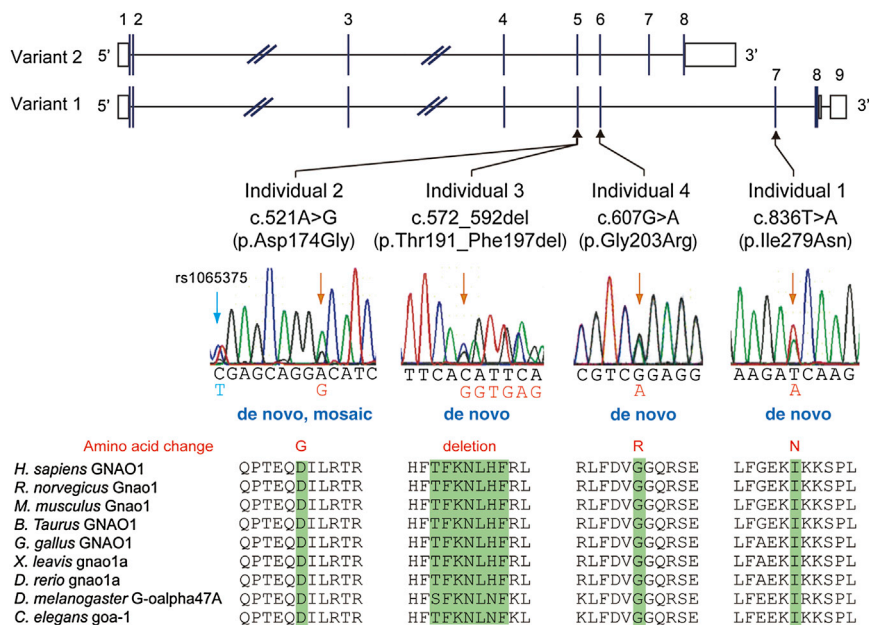 1 2 3 4 5 6 7 8
Variant 2 5' 3'
7 8 9
Variant 1 5' 3'
Individual 2 Individual 3 Individual 4 Individual 1
c.521A>G c.572_592del c.607G>A c.836T>A
(p.Asp174Gly) (p.Thr191_Phe197del) (p.Gly203Arg) (p.Ile279Asn)
rs1065375
CGAGCAGGACATC TTCACATTCA CGTCGGAGG AAGATCAAG
T G GGTGAG A A
de novo, mosaic de novo de novo de novo
Amino acid change G deletion R N
H. sapiens GNAO1 QPTEQDILRTR HFTFKNLHFRL RLFDVGGQRSE LFGEKIKKSPL
R. norvegicus Gnao1 QPTEQDILRTR HFTFKNLHFRL RLFDVGGQRSE LFGEKIKKSPL
M. musculus Gnao1 QPTEQDILRTR HFTFKNLHFRL RLFDVGGQRSE LFGEKIKKSPL
B. Taurus GNAO1 QPTEQDILRTR HFTFKNLHFRL RLFDVGGQRSE LFGEKIKKSPL
G. gallus GNAO1 QPTEQDILRTR HFTFKNLHFRL RLFDVGGQRSE LFAEKIKKSPL
X. leavis gnao1a QPTEQDILRTR HFTFKNLHFRL RLFDVGGQRSE LFAEKIKKSPL
D. rerio gnao1a QPTEQDILRTR HFTFKNLHFRL RLFDVGGQRSE LFAEKIKKSPL
D. melanogaster G-oalpha47A QPTEQDILRTR HFSFKNLNFKL KLFDVGGQRSE LFEEKIRKSPL
C. elegans goa-1 QPTEQDILRTR HFTFKNLNFKL KLFDVGGQRSE LFEEKIKKSPL